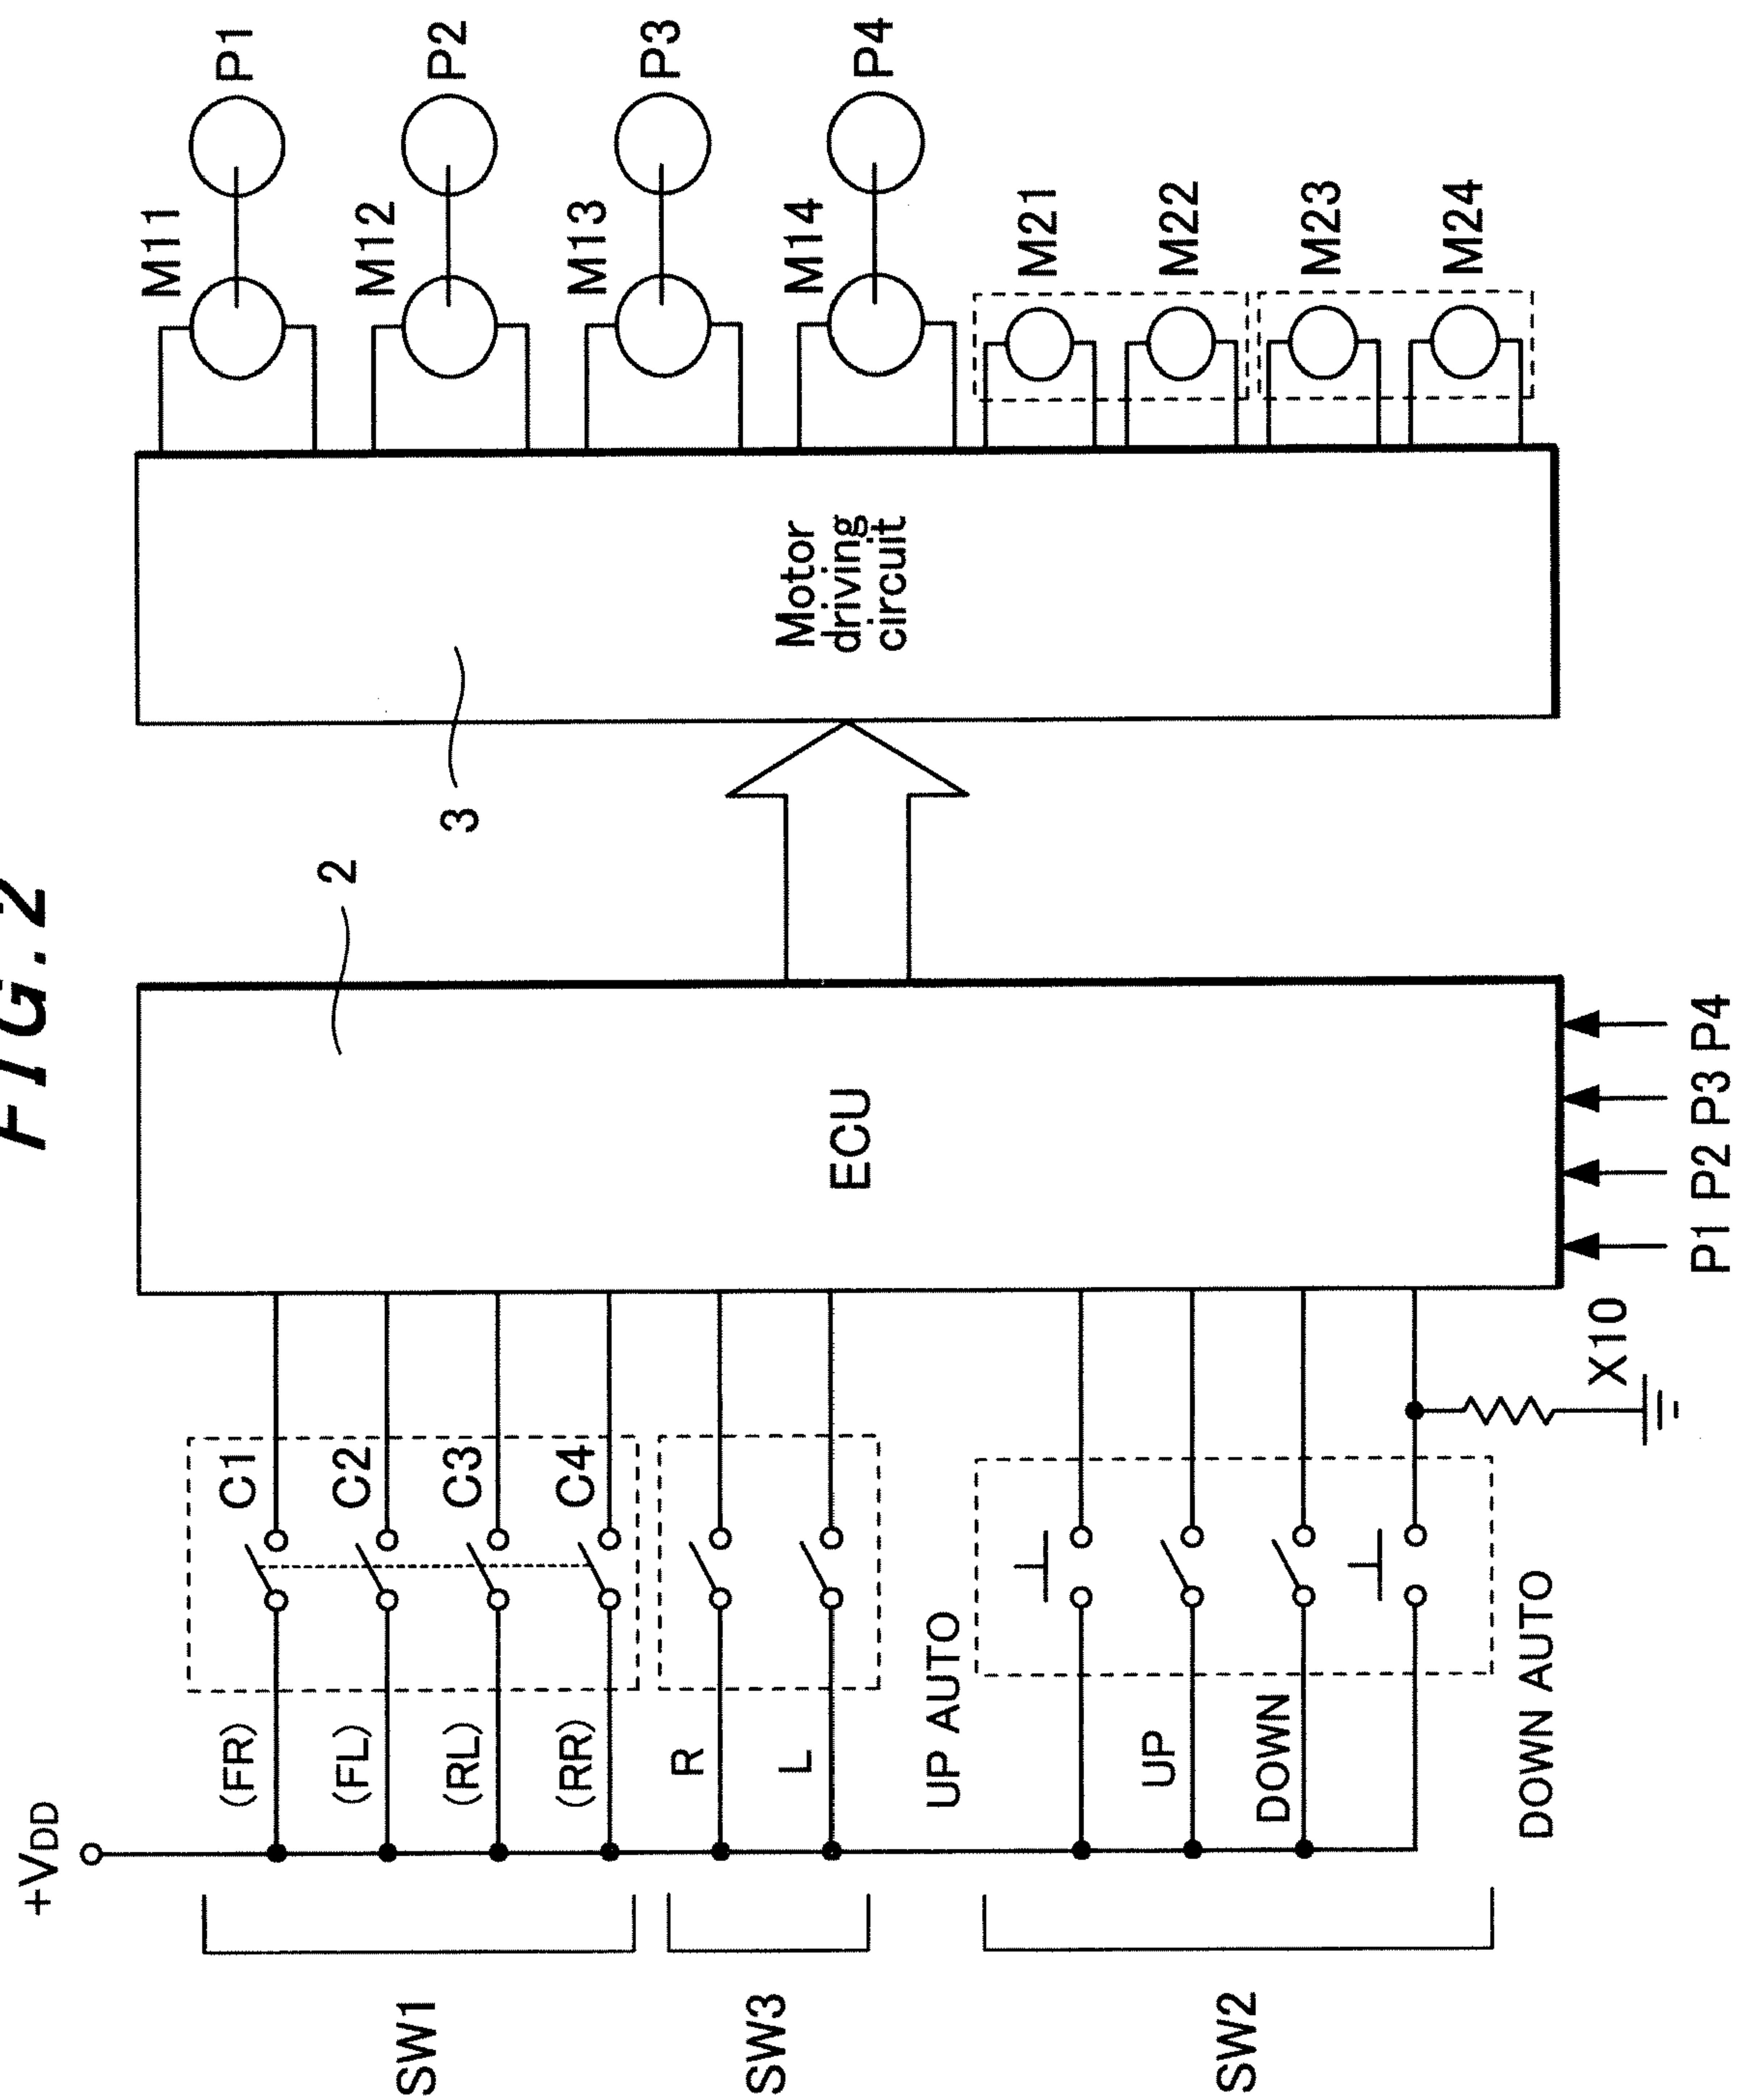 FIG. 2
+VDD
SW1
(FR)
C1
(FL)
C2
(RL)
C3
(RR)
C4
SW3
R
L
SW2
UP AUTO
UP
DOWN
DOWN AUTO
X10
ECU
2
P1 P2 P3 P4
3
Motor
driving
circuit
M11
P1
M12
P2
M13
P3
M14
P4
M21
M22
M23
M24